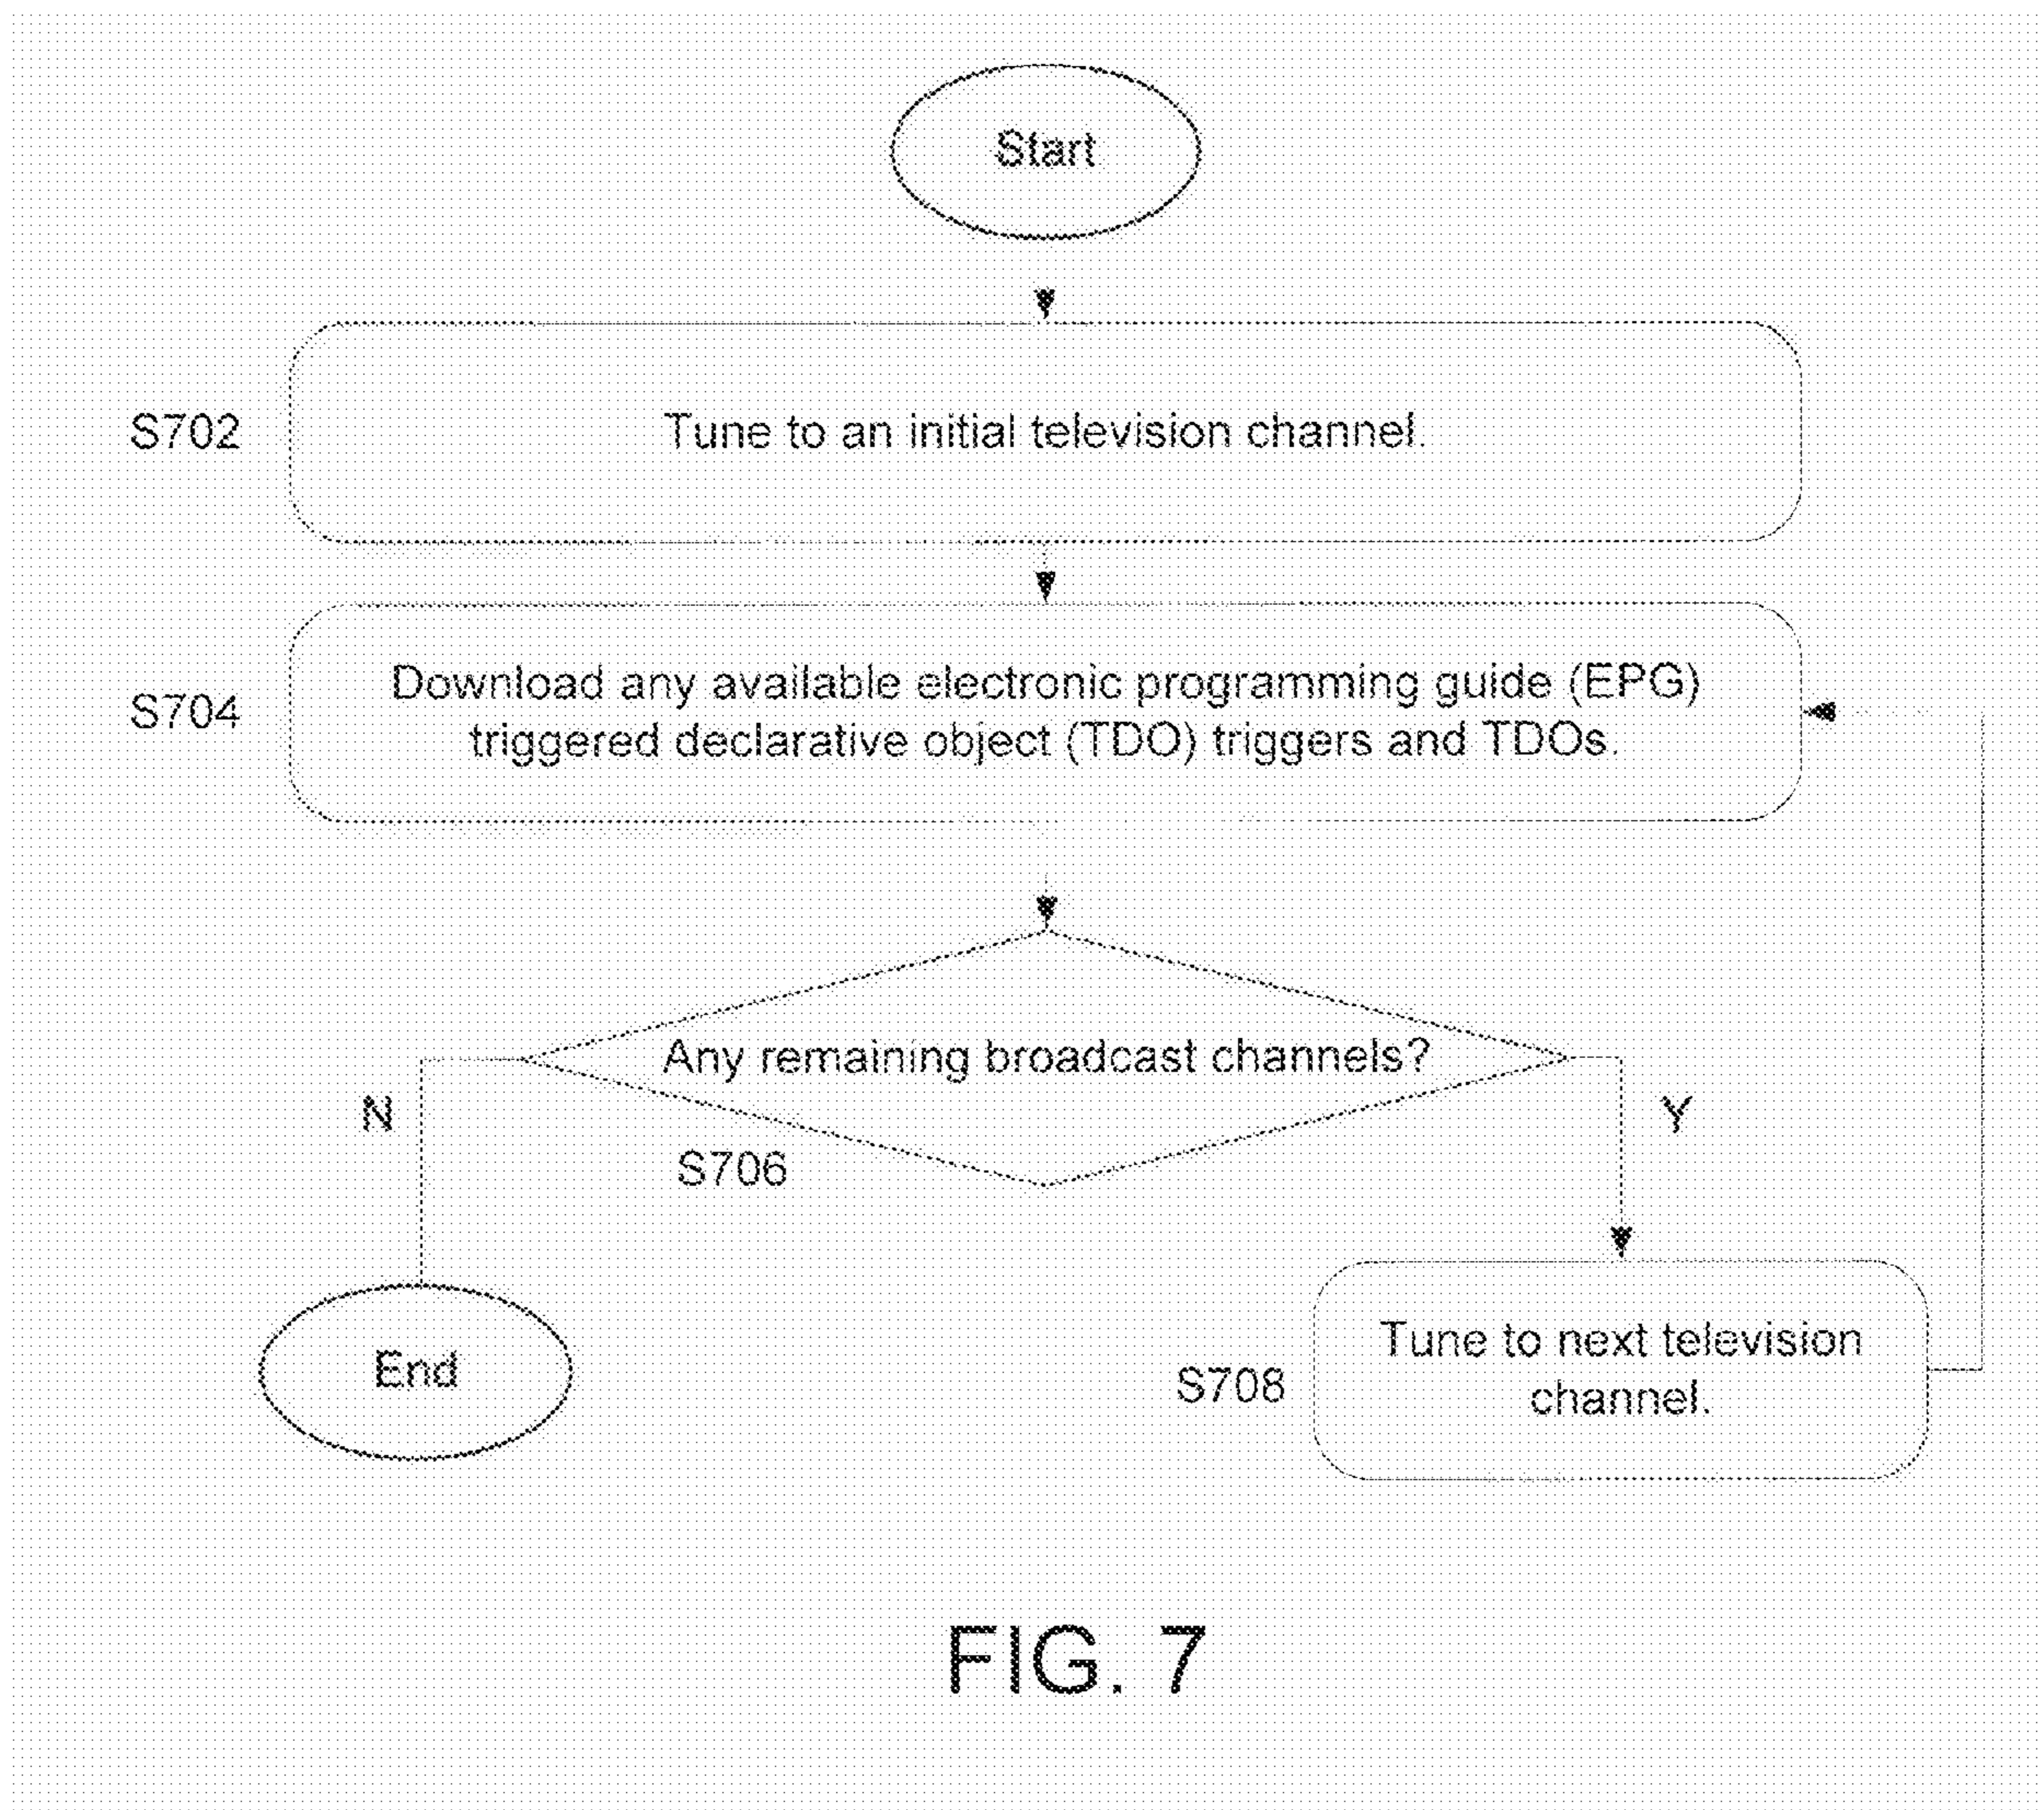 Start
S702
Tune to an initial television channel.
S704
Download any available electronic programming guide (EPG)
triggered declarative object (TDO) triggers and TDOs.
Any remaining broadcast channels?
N
Y
S706
End
S708
Tune to next television
channel.
FIG. 7